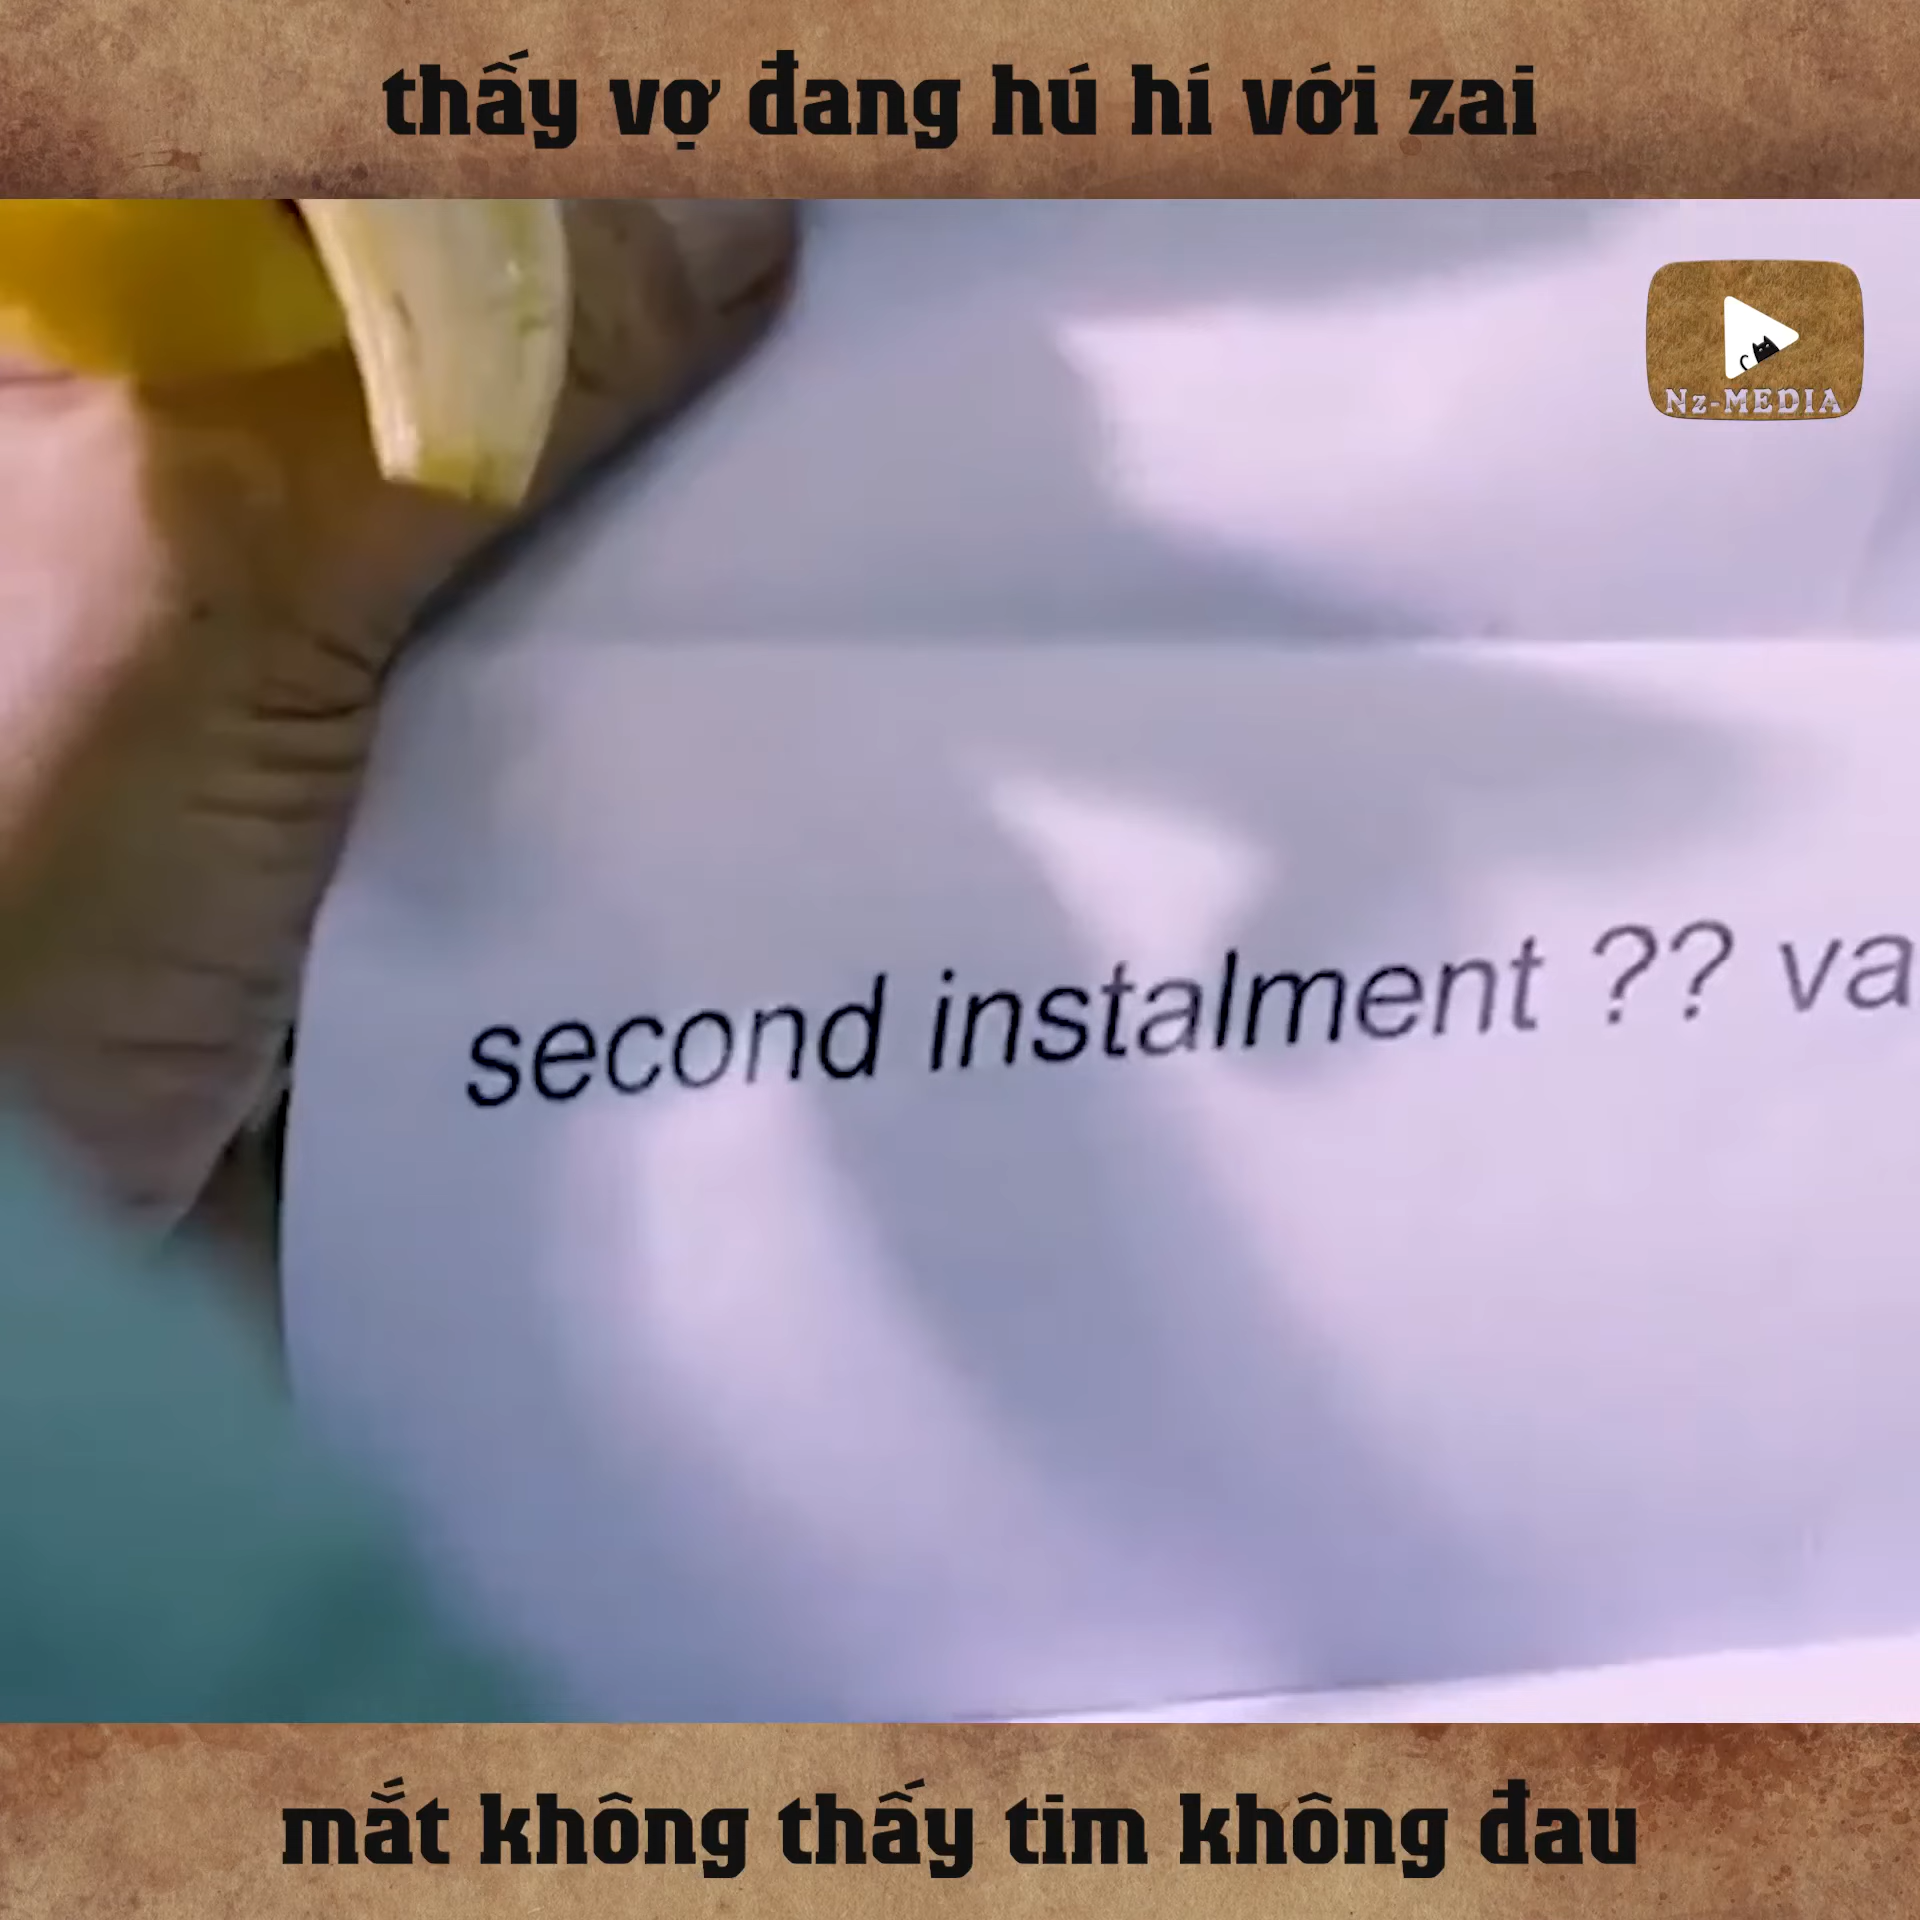 thấy vợ đang hú hí với zai
Nz-MEDIA
second instalment ?? va
mắt không thấy tim không đau